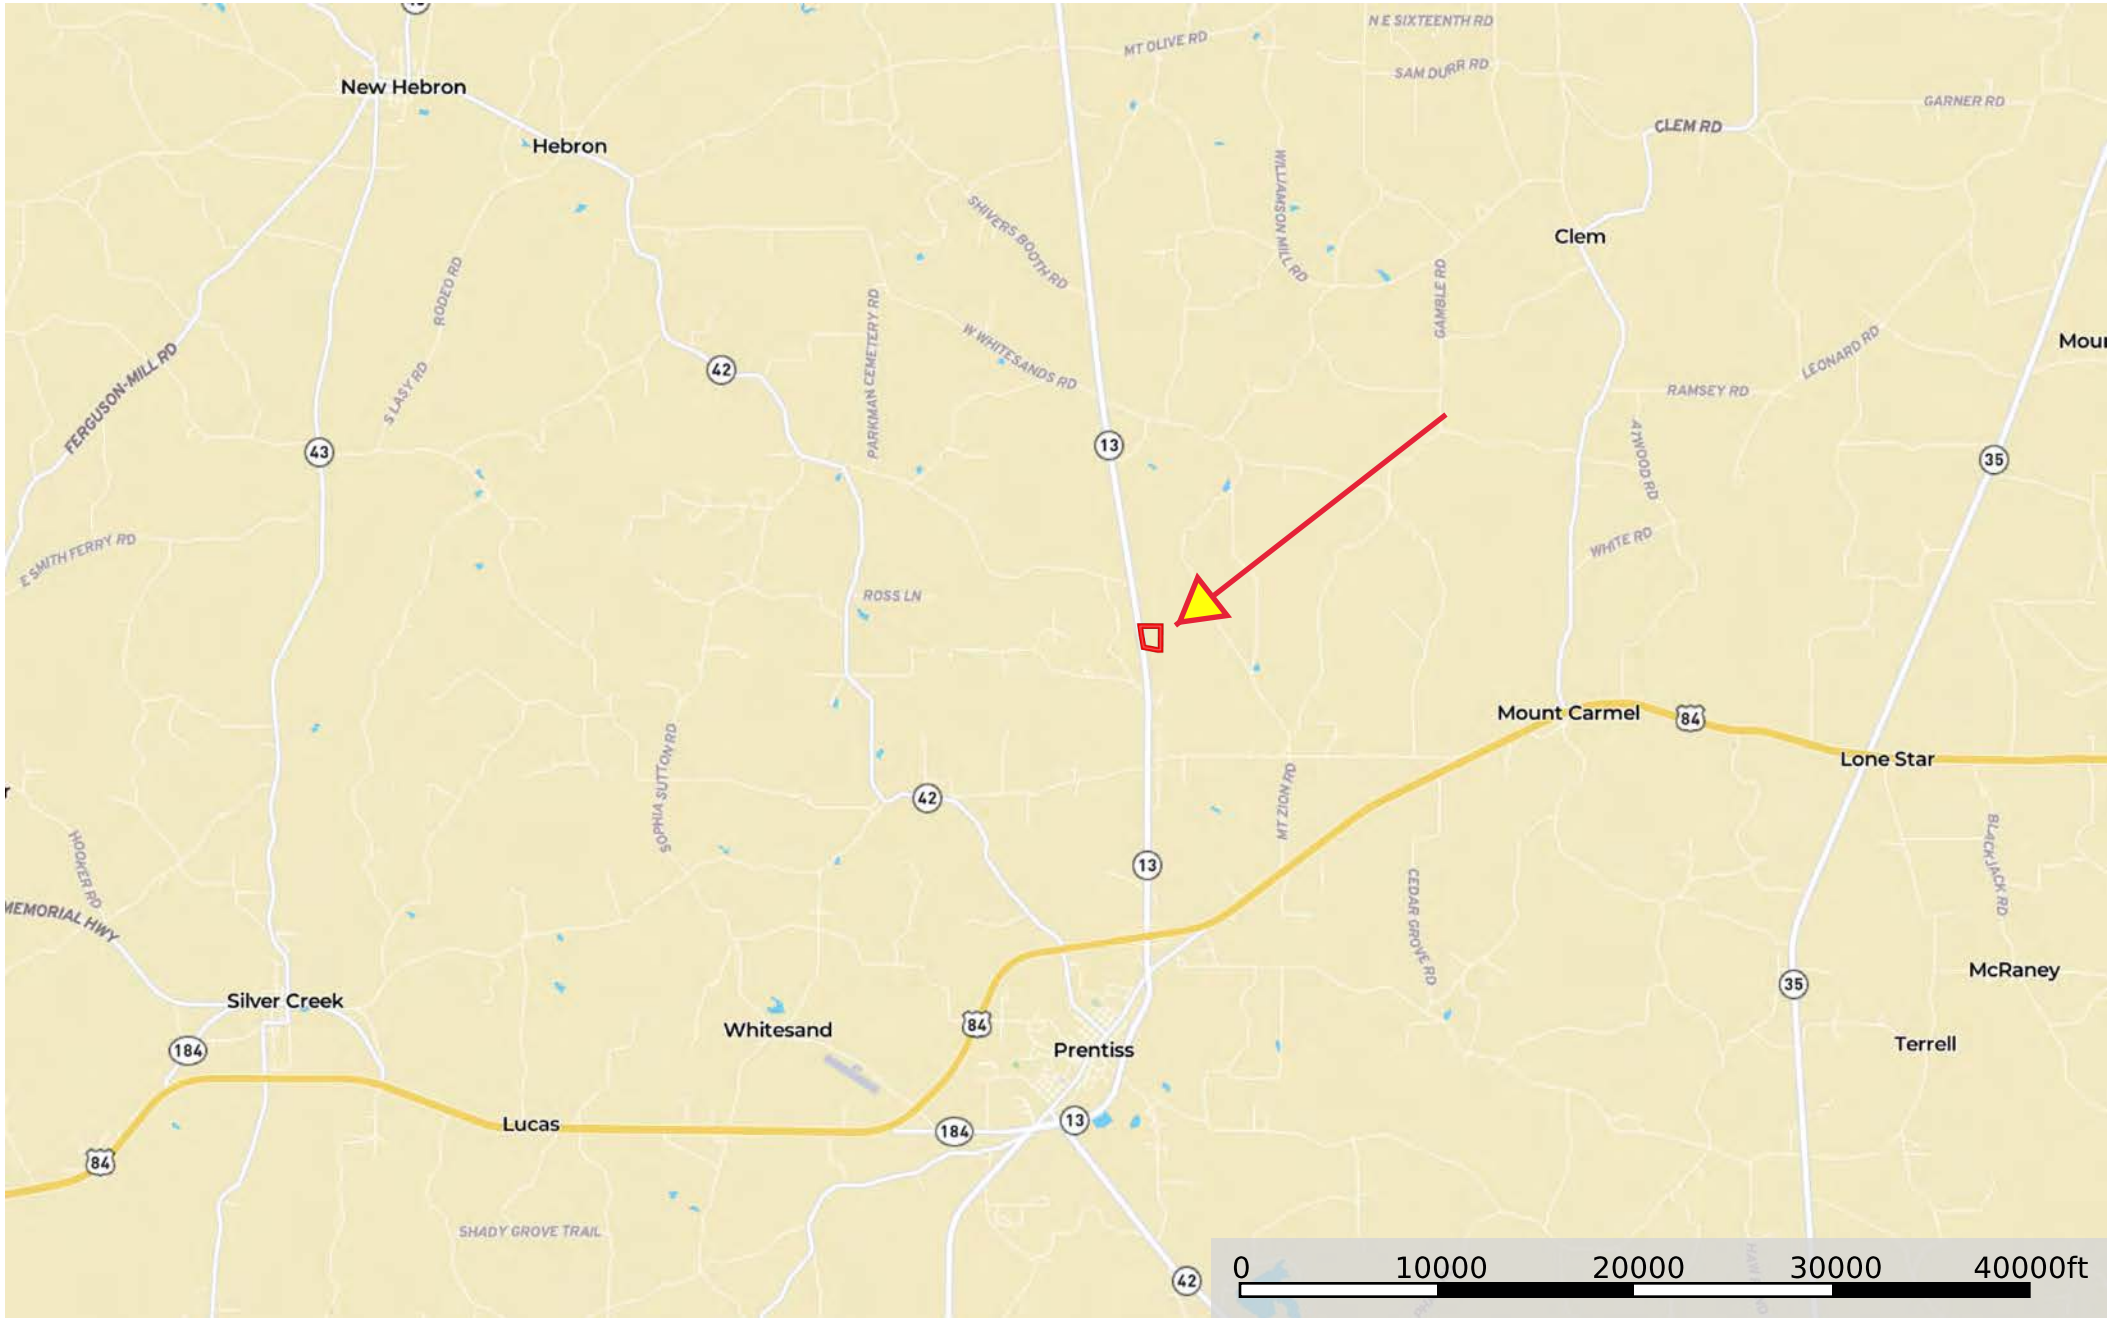 N E SIXTEENTH RD
MT OLIVE RD
SAM DURR RD
New Hebron
GARNER RD
CLEM RD
Hebron
WILLIAMSON MILL RD
SHIVERS BOOTH RD
Clem
RODEO RD
GAMBLE RD
PARKMAN CEMETERY RD
W WHITESANDS RD
FERGUSON-MILL RD
LEONARD RD
42
S LASY RD
RAMSEY RD
13
43
ATWOOD RD
35
E SMITH FERRY RD
WHITE RD
ROSS LN
Mount Carmel
84
Lone Star
SOPHIA SUTTON RD
MT ZION RD
42
HOOKER RD
13
BLACKJACK RD
MEMORIAL HWY
CEDAR GROVE RD
McRaney
35
Silver Creek
Whitesand
84
184
Prentiss
Terrell
Lucas
184
13
84
SHADY GROVE TRAIL
42
0 10000 20000 30000 40000ft